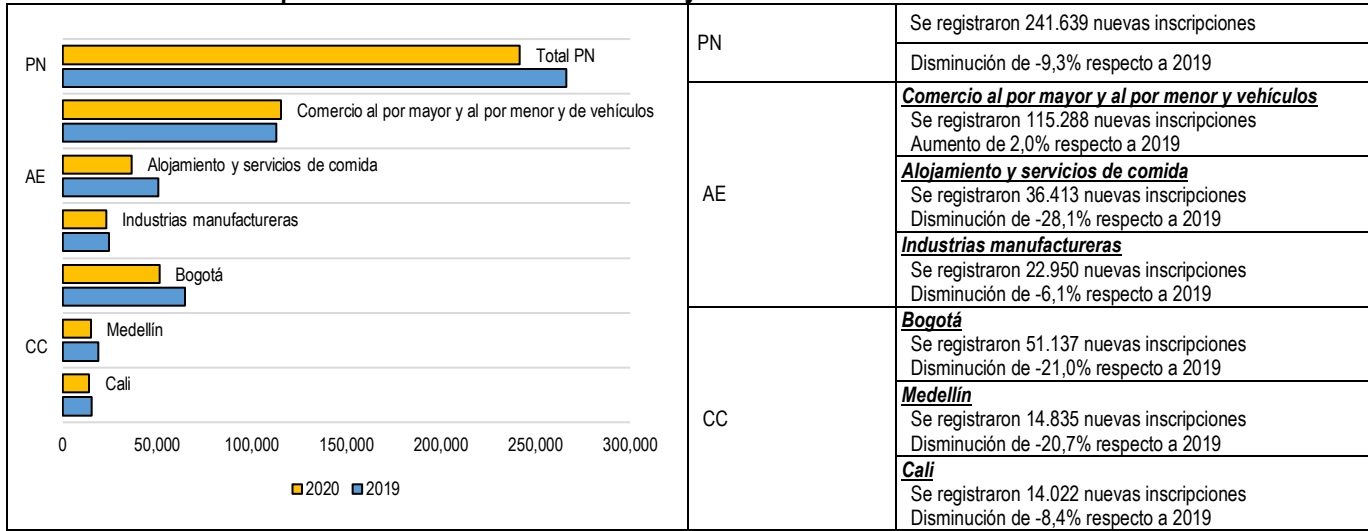 PN
Total PN
Comercio al por mayor y al por menor y de vehículos
AE
Alojamiento y servicios de comida
Industrias manufactureras
Bogotá
CC
Medellín
Cali
0 50,000 100,000 150,000 200,000 250,000 300,000
2020 2019
PN
Se registraron 241.639 nuevas inscripciones
Disminución de -9,3% respecto a 2019
AE
Comercio al por mayor y al por menor y vehículos
Se registraron 115.288 nuevas inscripciones
Aumento de 2,0% respecto a 2019
Alojamiento y servicios de comida
Se registraron 36.413 nuevas inscripciones
Disminución de -28,1% respecto a 2019
Industrias manufactureras
Se registraron 22.950 nuevas inscripciones
Disminución de -6,1% respecto a 2019
CC
Bogotá
Se registraron 51.137 nuevas inscripciones
Disminución de -21,0% respecto a 2019
Medellín
Se registraron 14.835 nuevas inscripciones
Disminución de -20,7% respecto a 2019
Cali
Se registraron 14.022 nuevas inscripciones
Disminución de -8,4% respecto a 2019